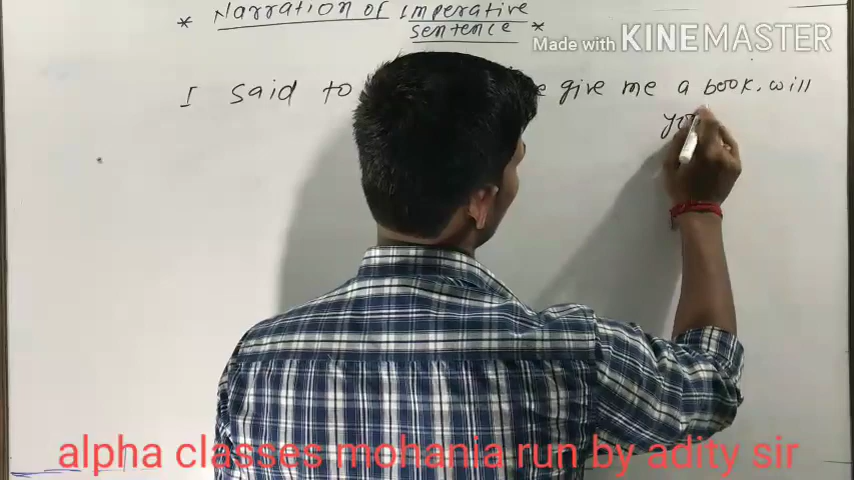 * Narration of Imperative
sentence *
Made with KINEMASTER
I said to give me a book. will
alpha classes mohania run by adity sir